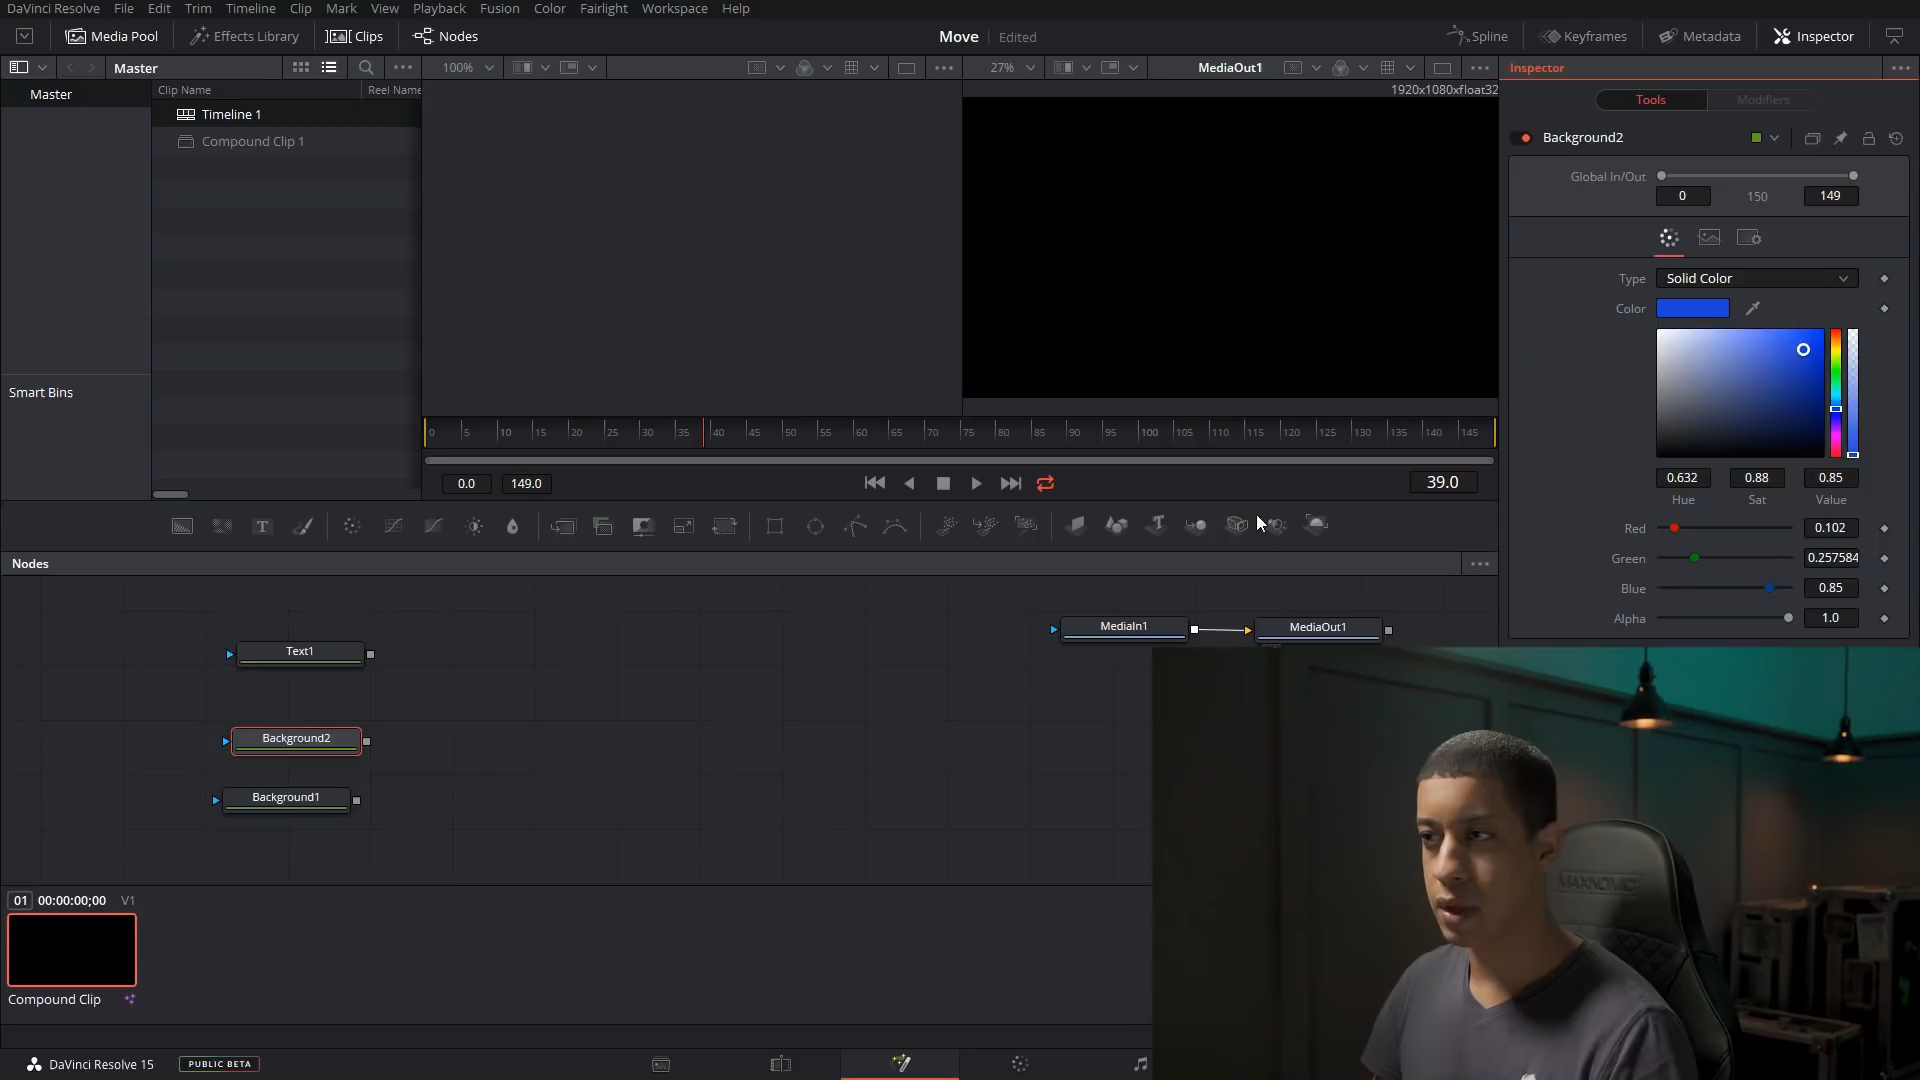 DaVinci Resolve File Edit Trim Timeline Clip Mark View Playback Fusion Color Fairlight Workspace Help
Media Pool Effects Library Clips Nodes Move Edited Spline Keyframes Metadata Inspector
Master 100% 27% MediaOut1 Inspector
Master Clip Name Reel Name 1920x1080xfloat32
Timeline 1
Compound Clip 1
Tools Modifiers
Background2
Global In/Out
0 150 149
Type Solid Color
Color
0.632 0.88 0.85
Hue Sat Value
Red 0.102
Green 0.257584
Blue 0.85
Alpha 1.0
Smart Bins
0 5 10 15 20 25 30 35 40 45 50 55 60 65 70 75 80 85 90 95 100 105 110 115 120 125 130 135 140 145
0.0 149.0 39.0
T
Nodes
MediaIn1 MediaOut1
Text1
Background2
Background1
MAXNOMIC
01 00:00:00;00 V1
Compound Clip
DaVinci Resolve 15 PUBLIC BETA